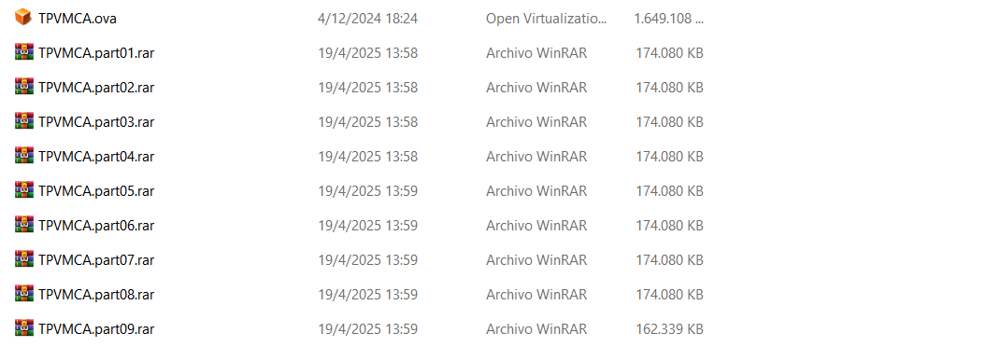 TPVMCA.ova 4/12/2024 18:24 Open Virtualizatio... 1.649.108 ...
TPVMCA.part01.rar 19/4/2025 13:58 Archivo WinRAR 174.080 KB
TPVMCA.part02.rar 19/4/2025 13:58 Archivo WinRAR 174.080 KB
TPVMCA.part03.rar 19/4/2025 13:58 Archivo WinRAR 174.080 KB
TPVMCA.part04.rar 19/4/2025 13:58 Archivo WinRAR 174.080 KB
TPVMCA.part05.rar 19/4/2025 13:59 Archivo WinRAR 174.080 KB
TPVMCA.part06.rar 19/4/2025 13:59 Archivo WinRAR 174.080 KB
TPVMCA.part07.rar 19/4/2025 13:59 Archivo WinRAR 174.080 KB
TPVMCA.part08.rar 19/4/2025 13:59 Archivo WinRAR 174.080 KB
TPVMCA.part09.rar 19/4/2025 13:59 Archivo WinRAR 162.339 KB